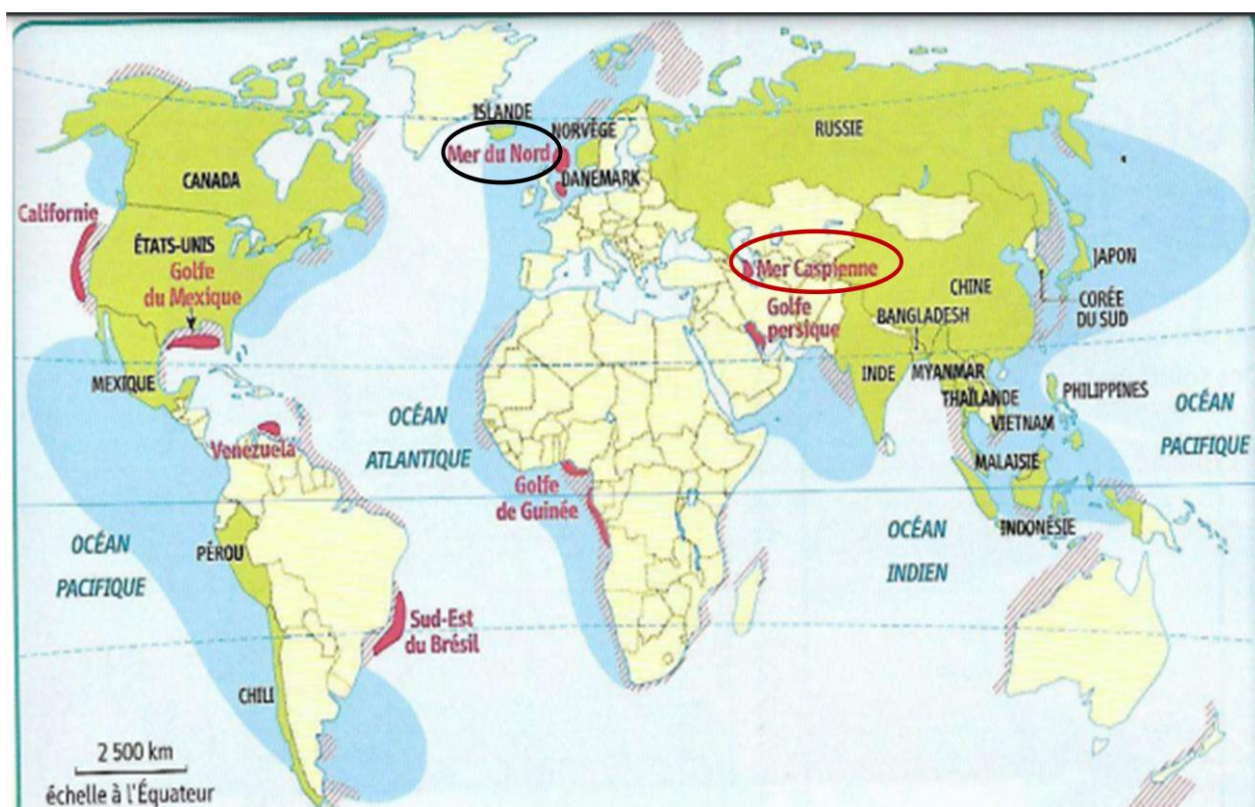 ISLANDE
NORVÈGE
RUSSIE
Mer du Nord
DANEMARK
CANADA
Californie
ÉTATS-UNIS
Golfe
du Mexique
Mer Caspienne
JAPON
CHINE
CORÉE
DU SUD
Golfe
persique
BANGLADESH
MEXIQUE
INDE
MYANMAR
THAÏLANDE
PHILIPPINES
VIETNAM
OCÉAN
ATLANTIQUE
OCÉAN
PACIFIQUE
Venezuela
MALAISIE
Golfe
de Guinée
INDONÉSIE
OCÉAN
PACIFIQUE
PÉROU
OCÉAN
INDIEN
Sud-Est
du Brésil
CHILI
2 500 km
échelle à l'Équateur